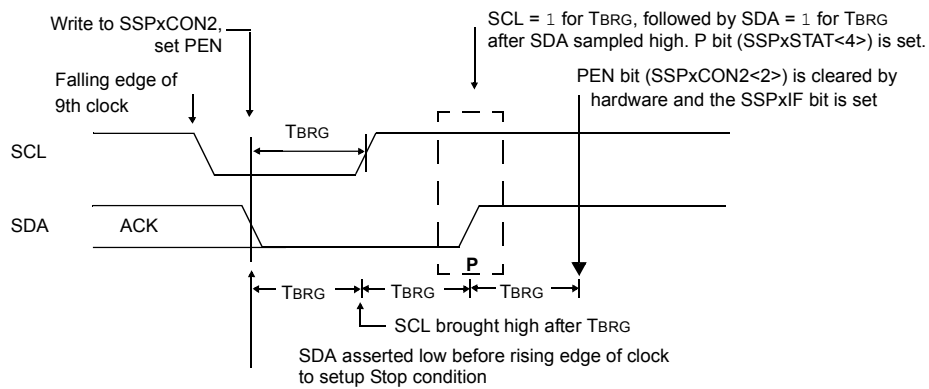 Write to SSPxCON2,
set PEN
SCL = 1 for TBRG, followed by SDA = 1 for TBRG
after SDA sampled high. P bit (SSPxSTAT<4>) is set.
Falling edge of
9th clock
PEN bit (SSPxCON2<2>) is cleared by
hardware and the SSPxIF bit is set
TBRG
SCL
SDA
ACK
P
TBRG
TBRG
TBRG
SCL brought high after TBRG
SDA asserted low before rising edge of clock
to setup Stop condition